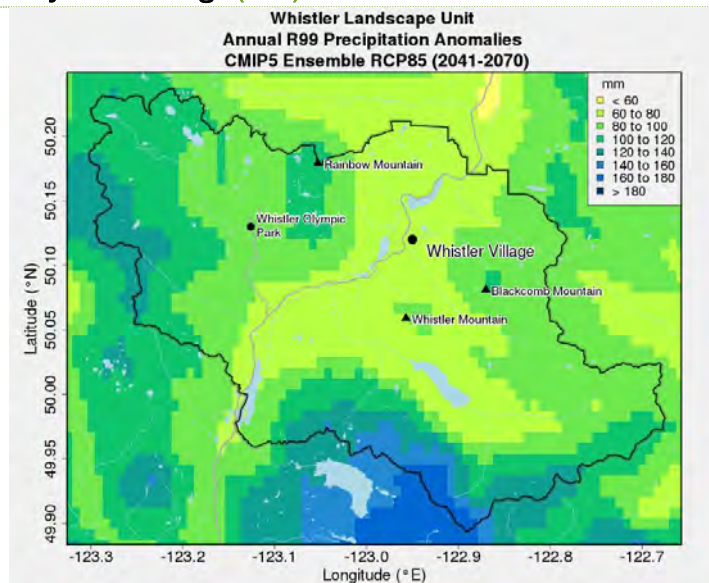 Whistler Landscape Unit
Annual R99 Precipitation Anomalies
CMIP5 Ensemble RCP85 (2041-2070)
mm
< 60
60 to 80
80 to 100
100 to 120
120 to 140
140 to 160
160 to 180
> 180
Rainbow Mountain
Whistler Olympic
Park
Whistler Village
Blackcomb Mountain
Whistler Mountain
Latitude (°N)
50.20
50.15
50.10
50.05
50.00
49.95
49.90
-123.3
-123.2
-123.1
-123.0
-122.9
-122.8
-122.7
Longitude (°E)